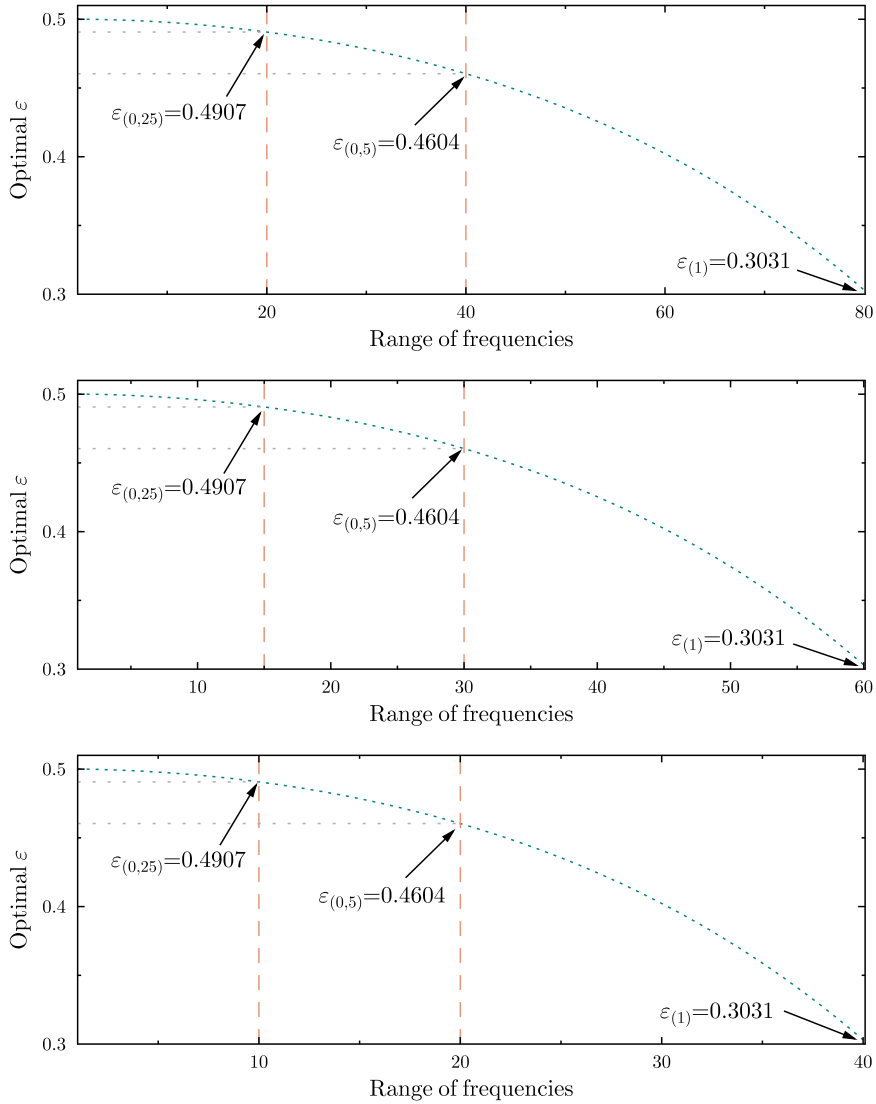 0.5
0.4
0.3
Optimal ε
ε(0,25)=0.4907
ε(0,5)=0.4604
ε(1)=0.3031
20 40 60 80
Range of frequencies
0.5
0.4
0.3
Optimal ε
ε(0,25)=0.4907
ε(0,5)=0.4604
ε(1)=0.3031
10 20 30 40 50 60
Range of frequencies
0.5
0.4
0.3
Optimal ε
ε(0,25)=0.4907
ε(0,5)=0.4604
ε(1)=0.3031
10 20 30 40
Range of frequencies